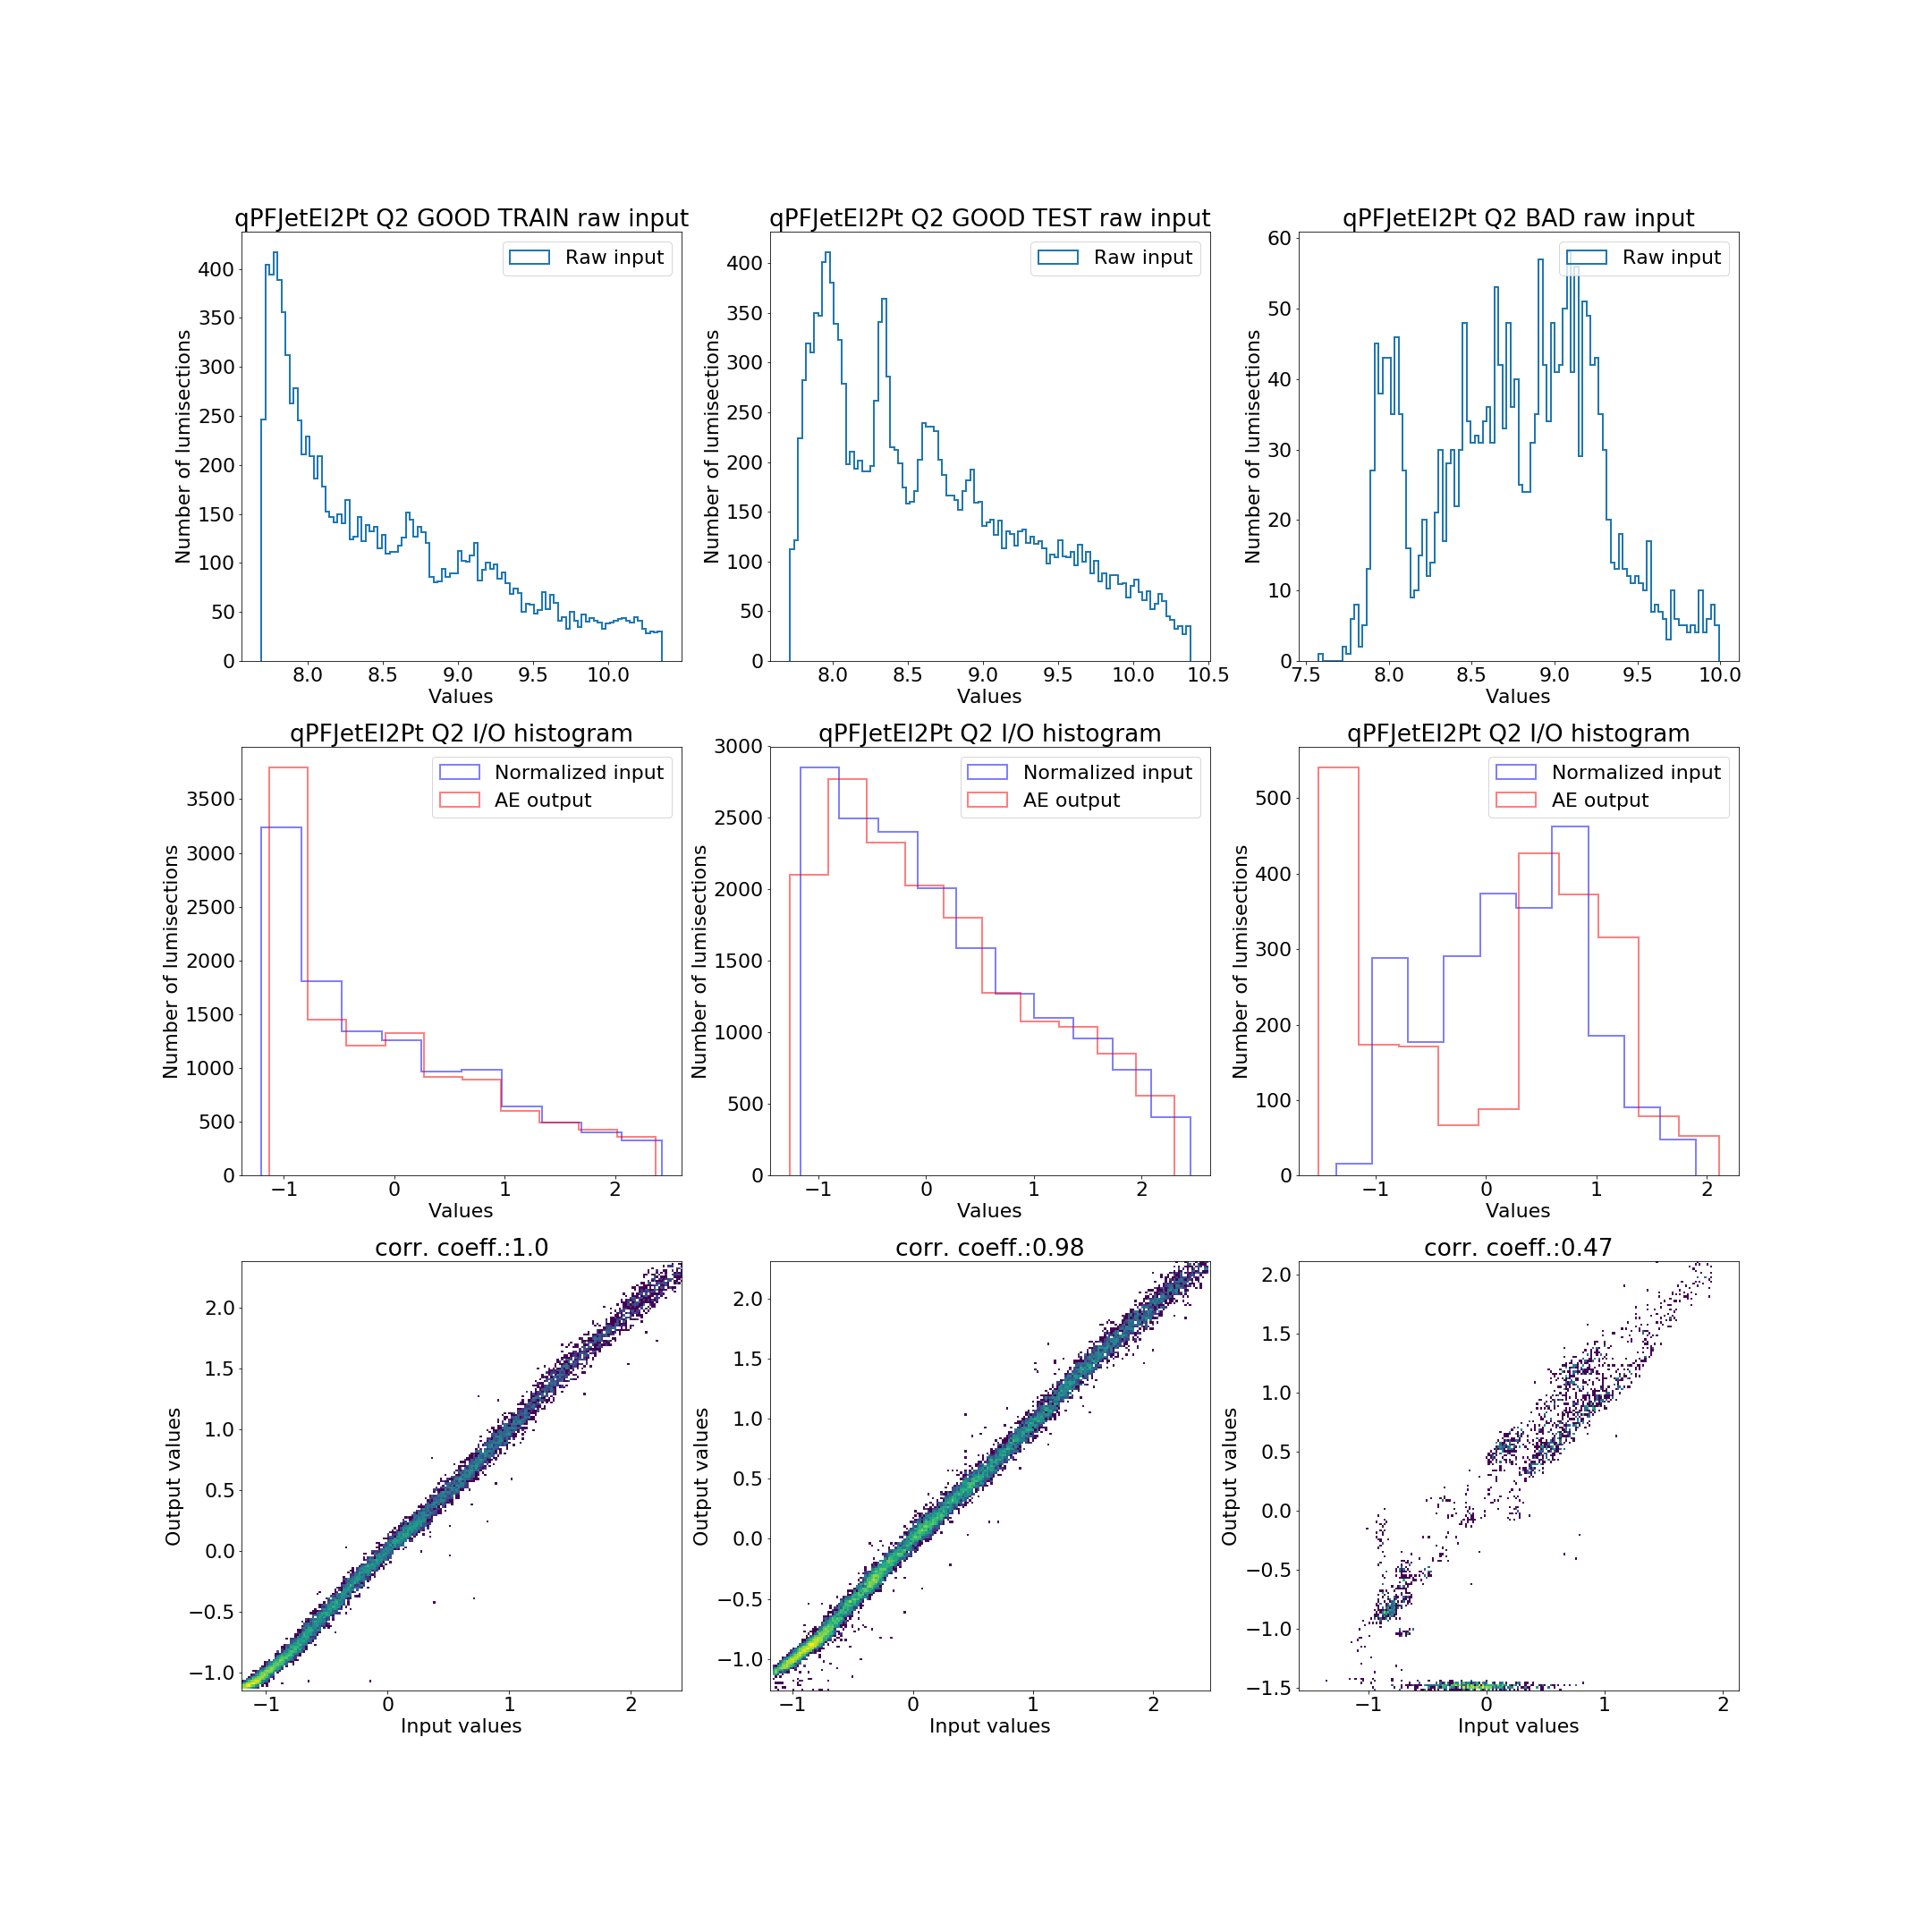 qPFJetEI2Pt Q2 GOOD TRAIN raw input
Raw input
400
350
300
250
200
150
100
50
0
8.0 8.5 9.0 9.5 10.0
Values
Number of lumisections
qPFJetEI2Pt Q2 GOOD TEST raw input
Raw input
400
350
300
250
200
150
100
50
0
8.0 8.5 9.0 9.5 10.0 10.5
Values
Number of lumisections
qPFJetEI2Pt Q2 BAD raw input
Raw input
60
50
40
30
20
10
0
7.5 8.0 8.5 9.0 9.5 10.0
Values
Number of lumisections
qPFJetEI2Pt Q2 I/O histogram
Normalized input
AE output
3500
3000
2500
2000
1500
1000
500
0
−1 0 1 2
Values
Number of lumisections
qPFJetEI2Pt Q2 I/O histogram
Normalized input
AE output
3000
2500
2000
1500
1000
500
0
−1 0 1 2
Values
Number of lumisections
qPFJetEI2Pt Q2 I/O histogram
Normalized input
AE output
500
400
300
200
100
0
−1 0 1 2
Values
Number of lumisections
corr. coeff.:1.0
2.0
1.5
1.0
0.5
0.0
−0.5
−1.0
−1 0 1 2
Input values
Output values
corr. coeff.:0.98
2.0
1.5
1.0
0.5
0.0
−0.5
−1.0
−1 0 1 2
Input values
Output values
corr. coeff.:0.47
2.0
1.5
1.0
0.5
0.0
−0.5
−1.0
−1.5
−1 0 1 2
Input values
Output values